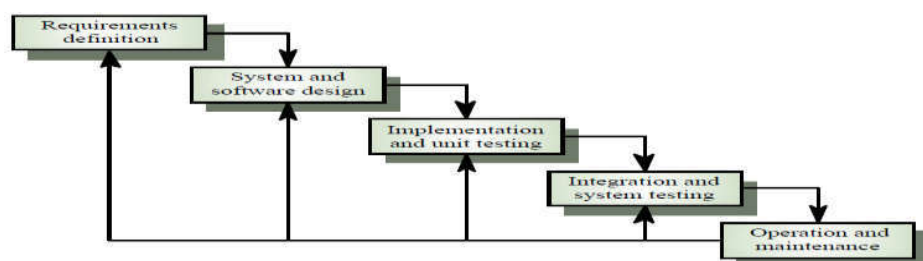 Requirements
definition
System and
software design
Implementation
and unit testing
Integration and
system testing
Operation and
maintenance